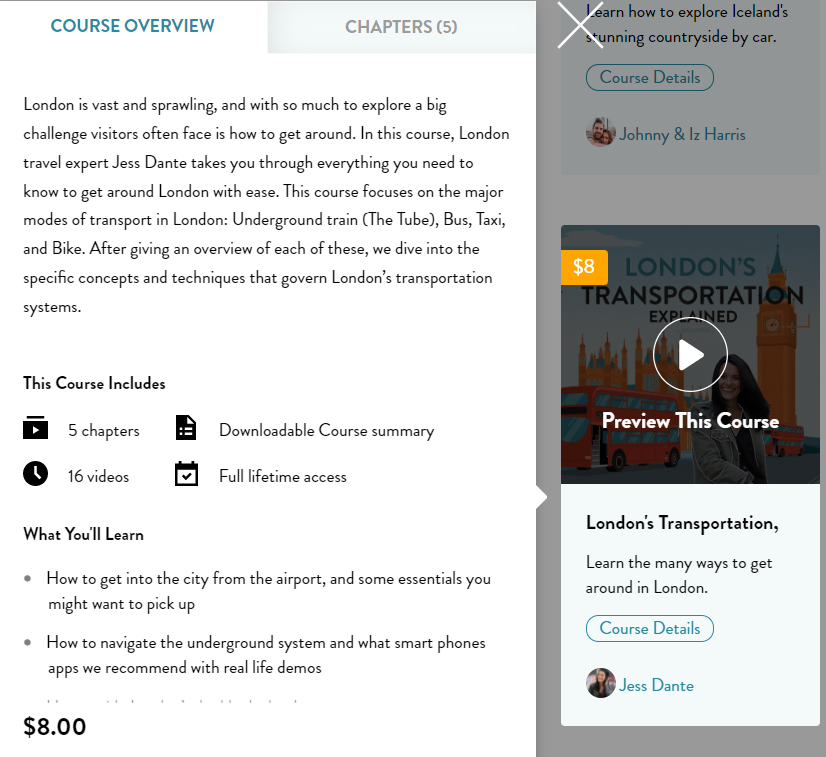 COURSE OVERVIEW
CHAPTERS (5)
London is vast and sprawling, and with so much to explore a big
challenge visitors often face is how to get around. In this course, London
travel expert Jess Dante takes you through everything you need to
know to get around London with ease. This course focuses on the major
modes of transport in London: Underground train (The Tube), Bus, Taxi,
and Bike. After giving an overview of each of these, we dive into the
specific concepts and techniques that govern London’s transportation
systems.
This Course Includes
5 chapters
Downloadable Course summary
16 videos
Full lifetime access
What You'll Learn
How to get into the city from the airport, and some essentials you
might want to pick up
How to navigate the underground system and what smart phones
apps we recommend with real life demos
$8.00
Learn how to explore Iceland's
stunning countryside by car.
Course Details
Johnny & Iz Harris
$8
LONDON'S
TRANSPORTATION
EXPLAINED
Preview This Course
London's Transportation,
Learn the many ways to get
around in London.
Course Details
Jess Dante